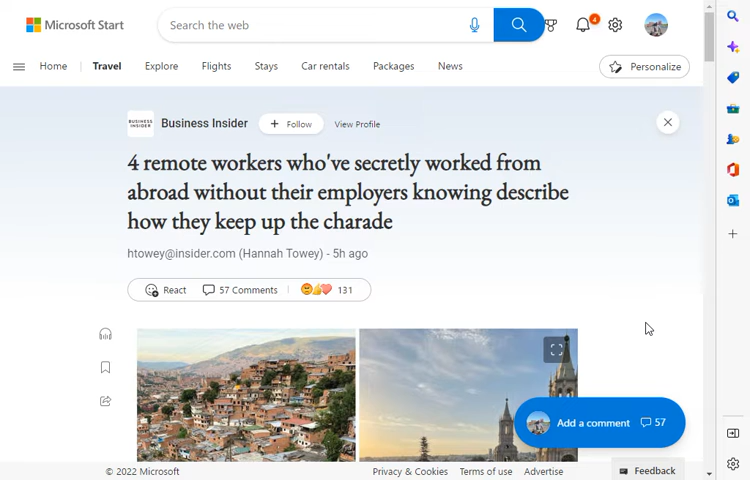 Microsoft Start
Search the web
4
Home
Travel
Explore
Flights
Stays
Car rentals
Packages
News
Personalize
BUSINESS
INSIDER
Business Insider
+ Follow
View Profile
4 remote workers who've secretly worked from
abroad without their employers knowing describe
how they keep up the charade
htowey@insider.com (Hannah Towey) - 5h ago
React
57 Comments
131
Add a comment
57
© 2022 Microsoft
Privacy & Cookies
Terms of use
Advertise
Feedback